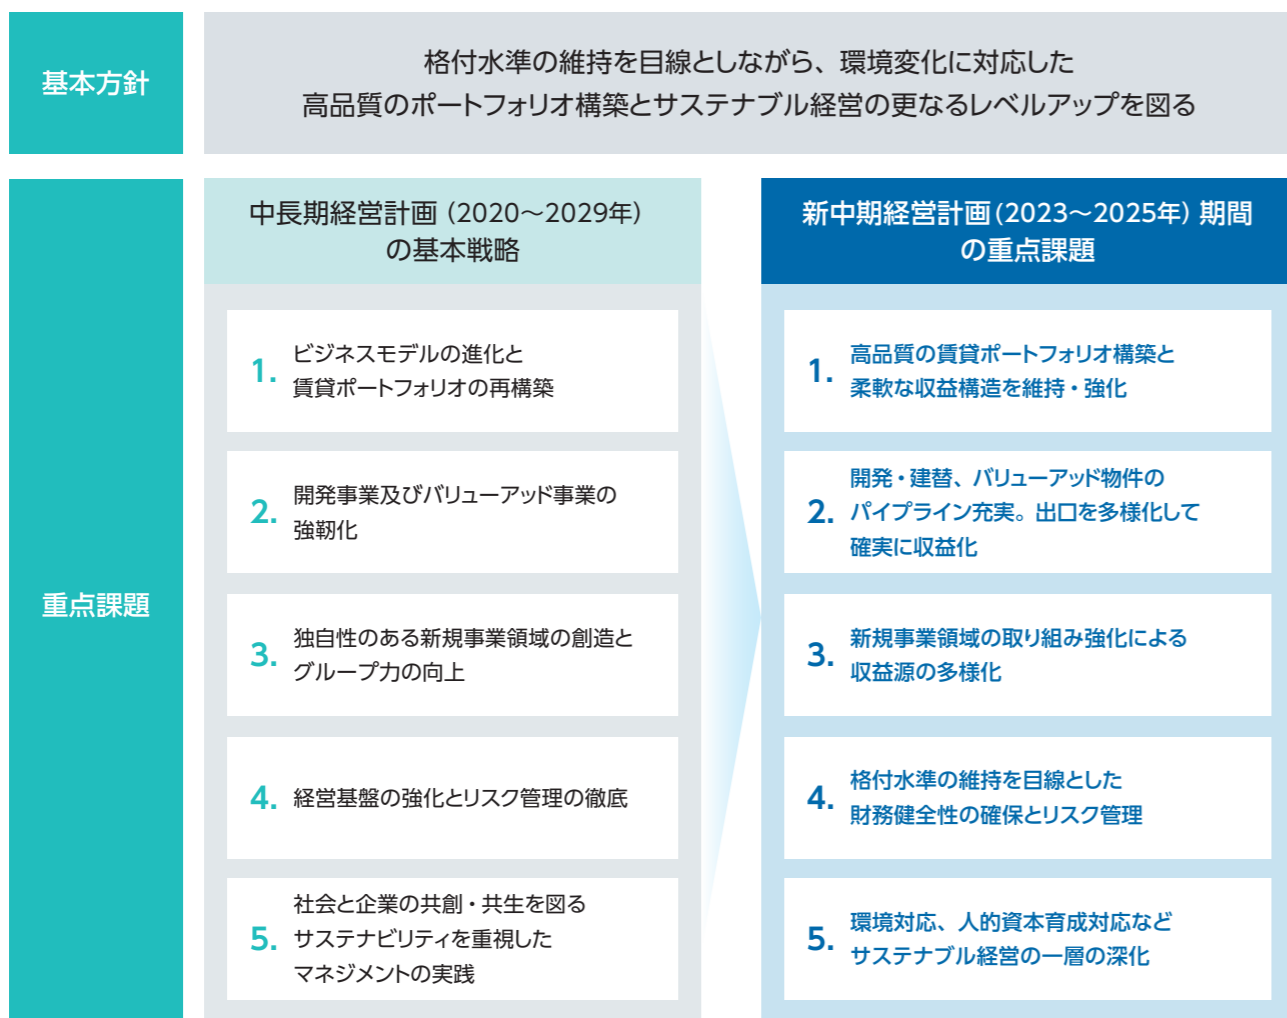 基本方針
格付水準の維持を目線としながら、環境変化に対応した
高品質のポートフォリオ構築とサステナブル経営の更なるレベルアップを図る
重点課題
中長期経営計画（2020～2029年）
の基本戦略
1. ビジネスモデルの進化と
賃貸ポートフォリオの再構築
2. 開発事業及びバリューアッド事業の
強靭化
3. 独自性のある新規事業領域の創造と
グループ力の向上
4. 経営基盤の強化とリスク管理の徹底
5. 社会と企業の共創・共生を図る
サステナビリティを重視した
マネジメントの実践
新中期経営計画（2023～2025年）期間
の重点課題
1. 高品質の賃貸ポートフォリオ構築と
柔軟な収益構造を維持・強化
2. 開発・建替、バリューアッド物件の
パイプライン充実。出口を多様化して
確実に収益化
3. 新規事業領域の取り組み強化による
収益源の多様化
4. 格付水準の維持を目線とした
財務健全性の確保とリスク管理
5. 環境対応、人的資本育成対応など
サステナブル経営の一層の深化